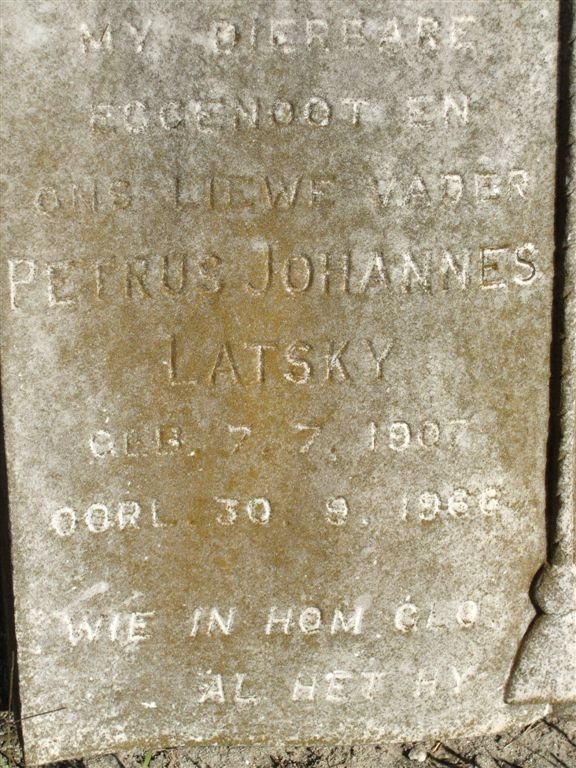 MY DIERBARE
EGGENOOT EN
ONS LIEWE VADER
PETRUS JOHANNES
LATSKY
GEB. 7. 7. 1907
OORL. 30. 9. 1966
WIE IN HOM GLO
AL HET HY